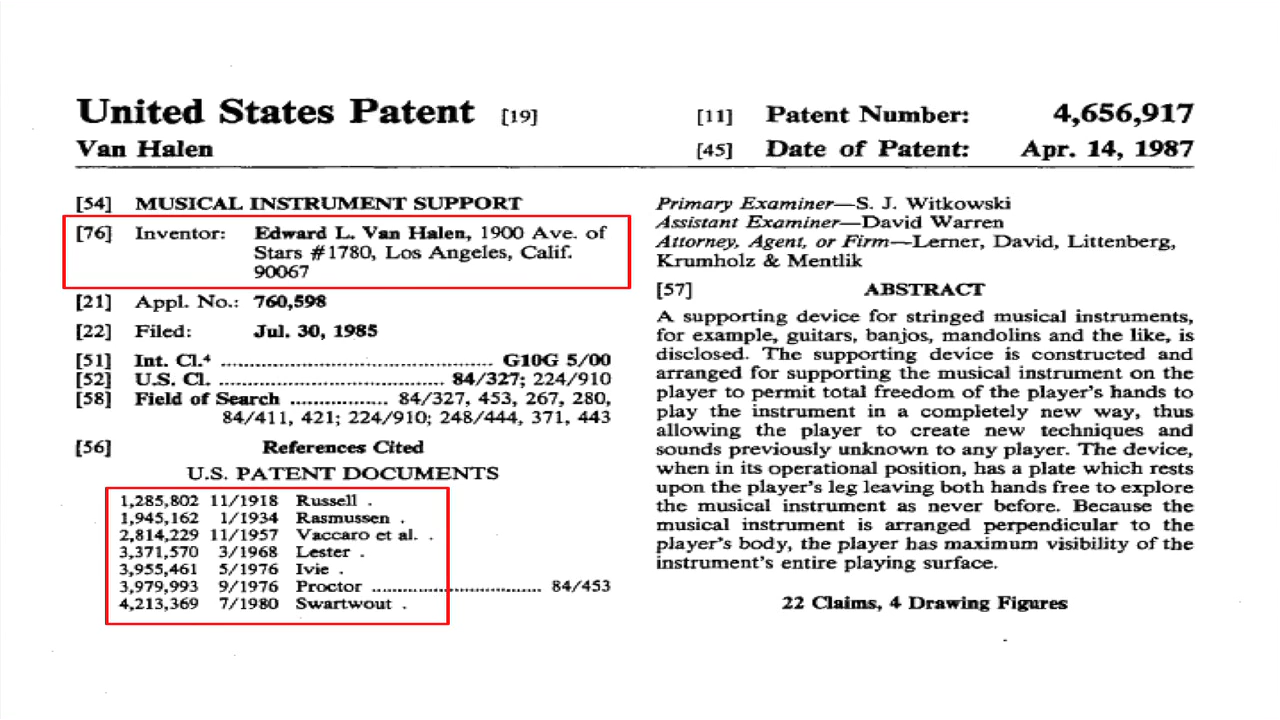 United States Patent [19]
Van Halen
[11] Patent Number: 4,656,917
[45] Date of Patent: Apr. 14, 1987
[54] MUSICAL INSTRUMENT SUPPORT
[76] Inventor: Edward L. Van Halen, 1900 Ave. of
Stars #1780, Los Angeles, Calif.
90067
[21] Appl. No.: 760,598
[22] Filed: Jul. 30, 1985
[51] Int. Cl.⁴ ........................................ G10G 5/00
[52] U.S. Cl. ................................. 84/327; 224/910
[58] Field of Search ................ 84/327, 453, 267, 280,
84/411, 421; 224/910; 248/444, 371, 443
[56] References Cited
U.S. PATENT DOCUMENTS
1,285,802 11/1918 Russell .
1,945,162 1/1934 Rasmussen .
2,814,229 11/1957 Vaccaro et al. .
3,371,570 3/1968 Lester .
3,955,461 5/1976 Ivie .
3,979,993 9/1976 Proctor ................................ 84/453
4,213,369 7/1980 Swartwout .
Primary Examiner—S. J. Witkowski
Assistant Examiner—David Warren
Attorney, Agent, or Firm—Lerner, David, Littenberg,
Krumholz & Mentlik
[57] ABSTRACT
A supporting device for stringed musical instruments,
for example, guitars, banjos, mandolins and the like, is
disclosed. The supporting device is constructed and
arranged for supporting the musical instrument on the
player to permit total freedom of the player's hands to
play the instrument in a completely new way, thus
allowing the player to create new techniques and
sounds previously unknown to any player. The device,
when in its operational position, has a plate which rests
upon the player's leg leaving both hands free to explore
the musical instrument as never before. Because the
musical instrument is arranged perpendicular to the
player's body, the player has maximum visibility of the
instrument's entire playing surface.
22 Claims, 4 Drawing Figures